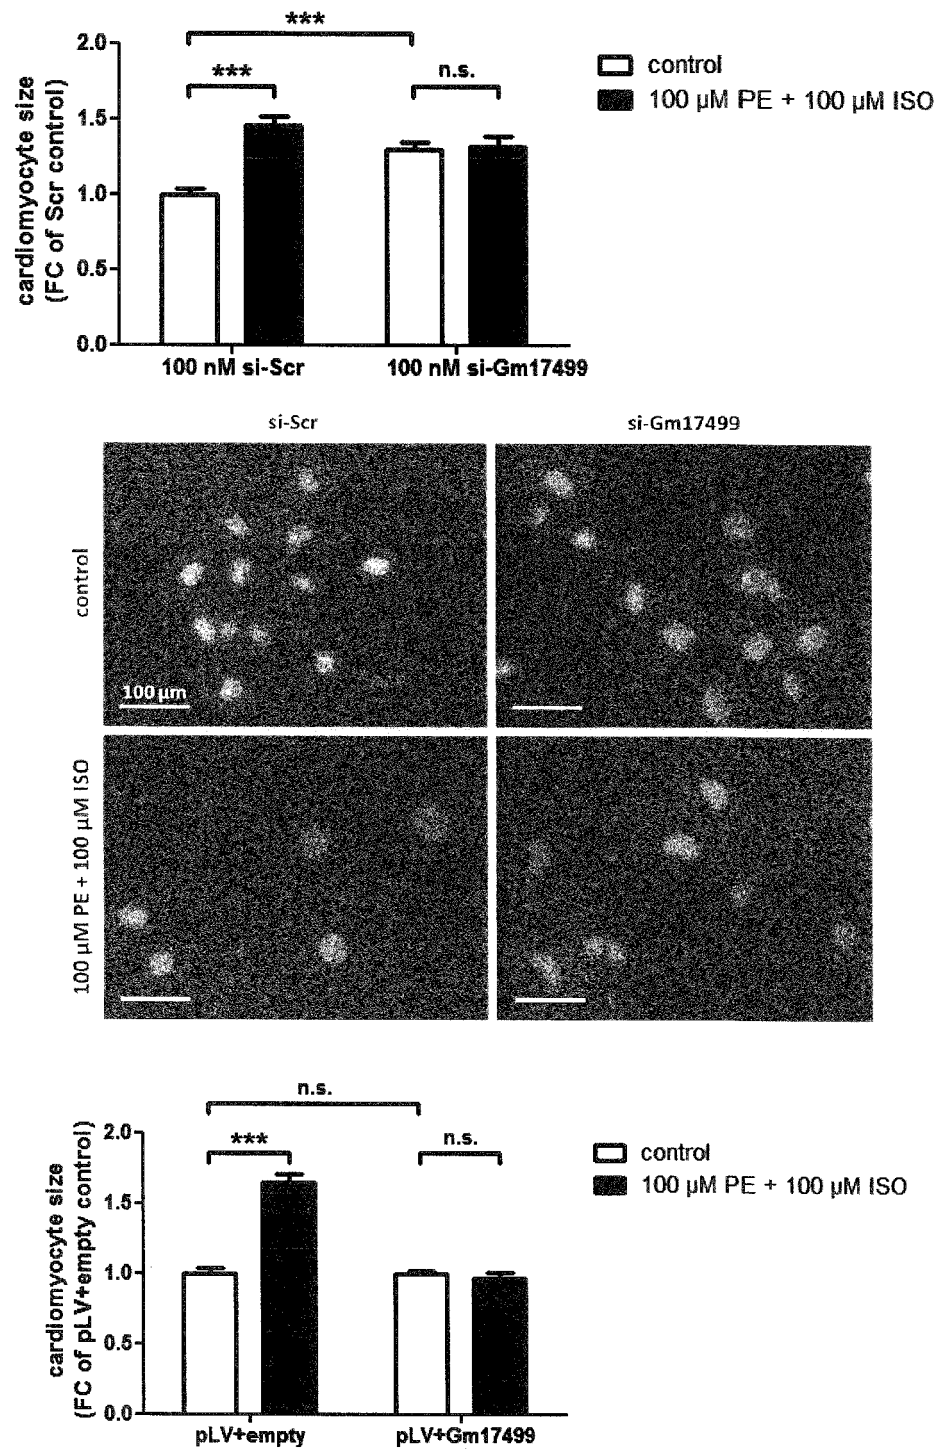 ***
2.0
***
n.s.
control
100 µM PE + 100 µM ISO
cardiomyocyte size
(FC of Scr control)
1.5
1.0
0.5
0.0
100 nM si-Scr
100 nM si-Gm17499
si-Scr
si-Gm17499
control
100 µm
100 µM PE + 100 µM ISO
n.s.
2.0
***
n.s.
control
100 µM PE + 100 µM ISO
cardiomyocyte size
(FC of pLV+empty control)
1.5
1.0
0.5
0.0
pLV+empty
pLV+Gm17499